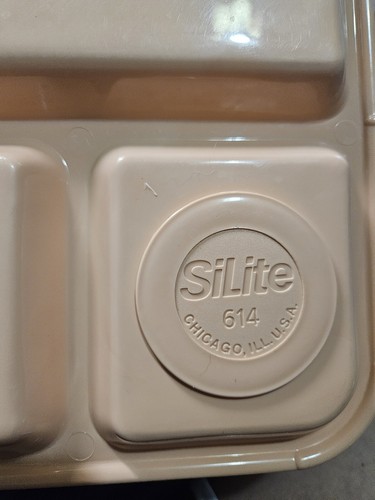 SiLite
614
CHICAGO, ILL. U.S.A.